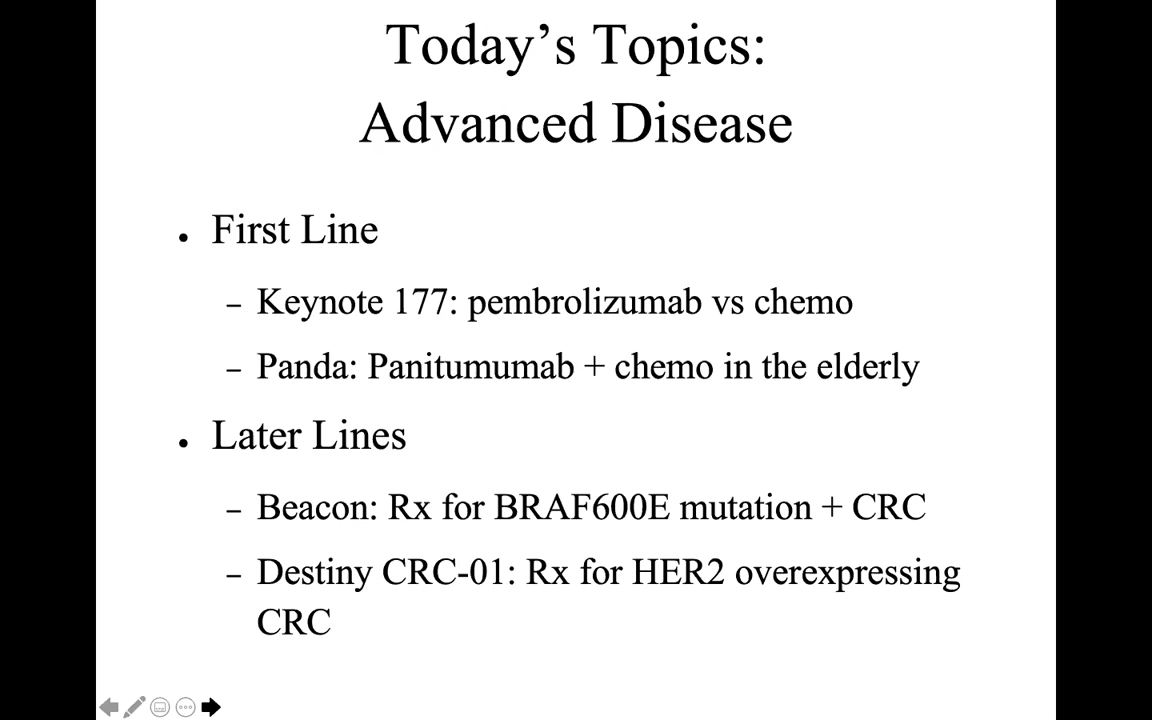 Today’s Topics:
Advanced Disease
• First Line
– Keynote 177: pembrolizumab vs chemo
– Panda: Panitumumab + chemo in the elderly
• Later Lines
– Beacon: Rx for BRAF600E mutation + CRC
– Destiny CRC-01: Rx for HER2 overexpressing
CRC